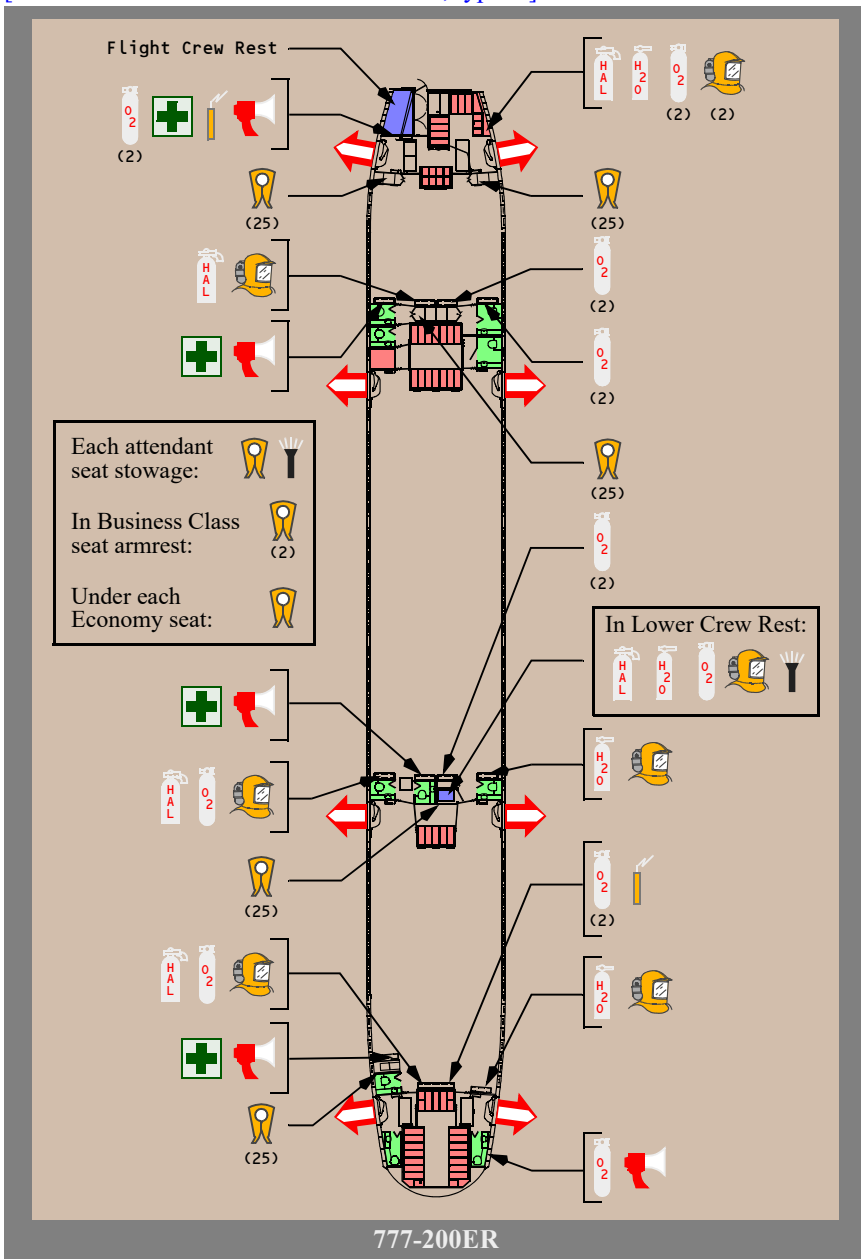 Flight Crew Rest
HAL H2O O2
(2) (2)
O2
(2)
(25)
(25)
HAL
O2
(2)
O2
(2)
Each attendant
seat stowage:
In Business Class
seat armrest:
(2)
Under each
Economy seat:
(25)
O2
(2)
In Lower Crew Rest:
HAL H2O O2
HAL O2
H2O
(25)
O2
(2)
HAL O2
H2O
(25)
O2
777-200ER